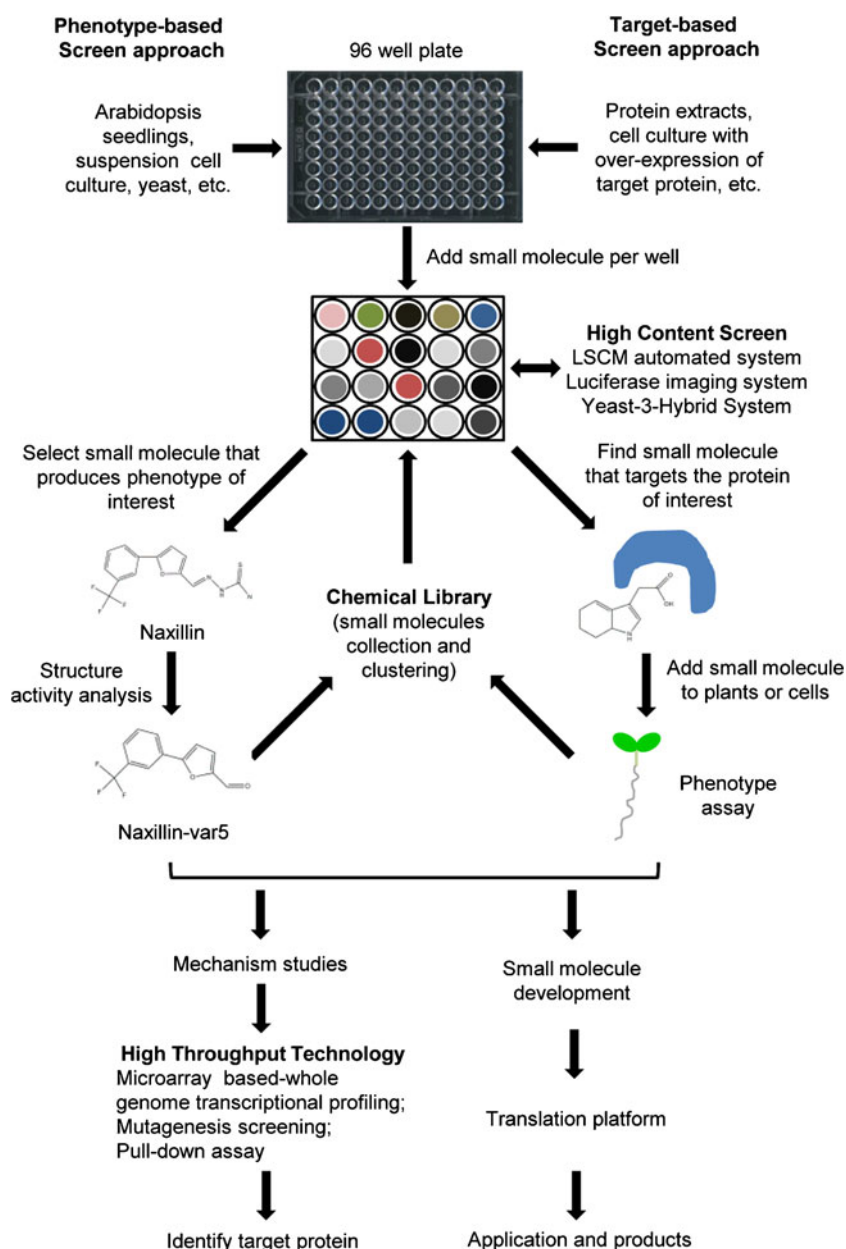 Phenotype-based
Screen approach
96 well plate
Target-based
Screen approach
Arabidopsis
seedlings,
suspension cell
culture, yeast, etc.
Protein extracts,
cell culture with
over-expression of
target protein, etc.
Add small molecule per well
High Content Screen
LSCM automated system
Luciferase imaging system
Yeast-3-Hybrid System
Select small molecule that
produces phenotype of
interest
Find small molecule
that targets the protein
of interest
F
F
F
O
N
NH
S
N
Naxillin
Chemical Library
(small molecules
collection and
clustering)
O
OH
N
H
Structure
activity analysis
Add small molecule
to plants or cells
F
F
F
O
O
Naxillin-var5
Phenotype
assay
Mechanism studies
Small molecule
development
High Throughput Technology
Microarray based-whole
genome transcriptional profiling;
Mutagenesis screening;
Pull-down assay
Translation platform
Identify target protein
Application and products